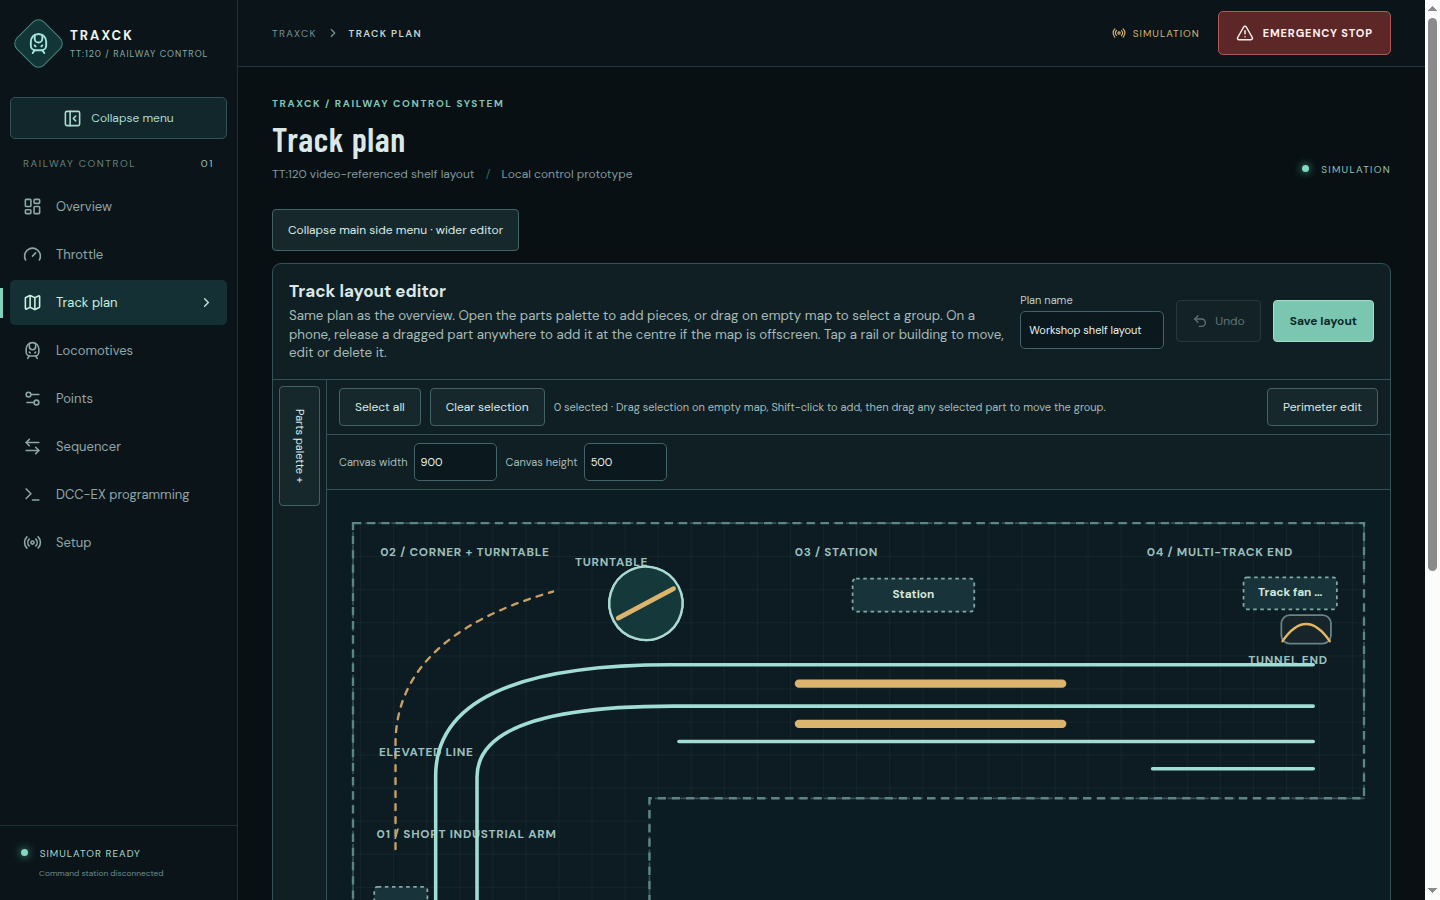 TRAXCK
TT:120 / RAILWAY CONTROL
Collapse menu
RAILWAY CONTROL 01
Overview
Throttle
Track plan
Locomotives
Points
Sequencer
DCC-EX programming
Setup
SIMULATOR READY
Command station disconnected
TRAXCK > TRACK PLAN
SIMULATION
EMERGENCY STOP
TRAXCK / RAILWAY CONTROL SYSTEM
Track plan
TT:120 video-referenced shelf layout / Local control prototype
SIMULATION
Collapse main side menu · wider editor
Track layout editor
Same plan as the overview. Open the parts palette to add pieces, or drag on empty map to select a group. On a
phone, release a dragged part anywhere to add it at the centre if the map is offscreen. Tap a rail or building to move,
edit or delete it.
Plan name
Workshop shelf layout
Undo
Save layout
Parts palette +
Select all
Clear selection
0 selected · Drag selection on empty map, Shift-click to add, then drag any selected part to move the group.
Perimeter edit
Canvas width 900
Canvas height 500
02 / CORNER + TURNTABLE
TURNTABLE
03 / STATION
04 / MULTI-TRACK END
Station
Track fan ...
TUNNEL END
ELEVATED LINE
01 / SHORT INDUSTRIAL ARM